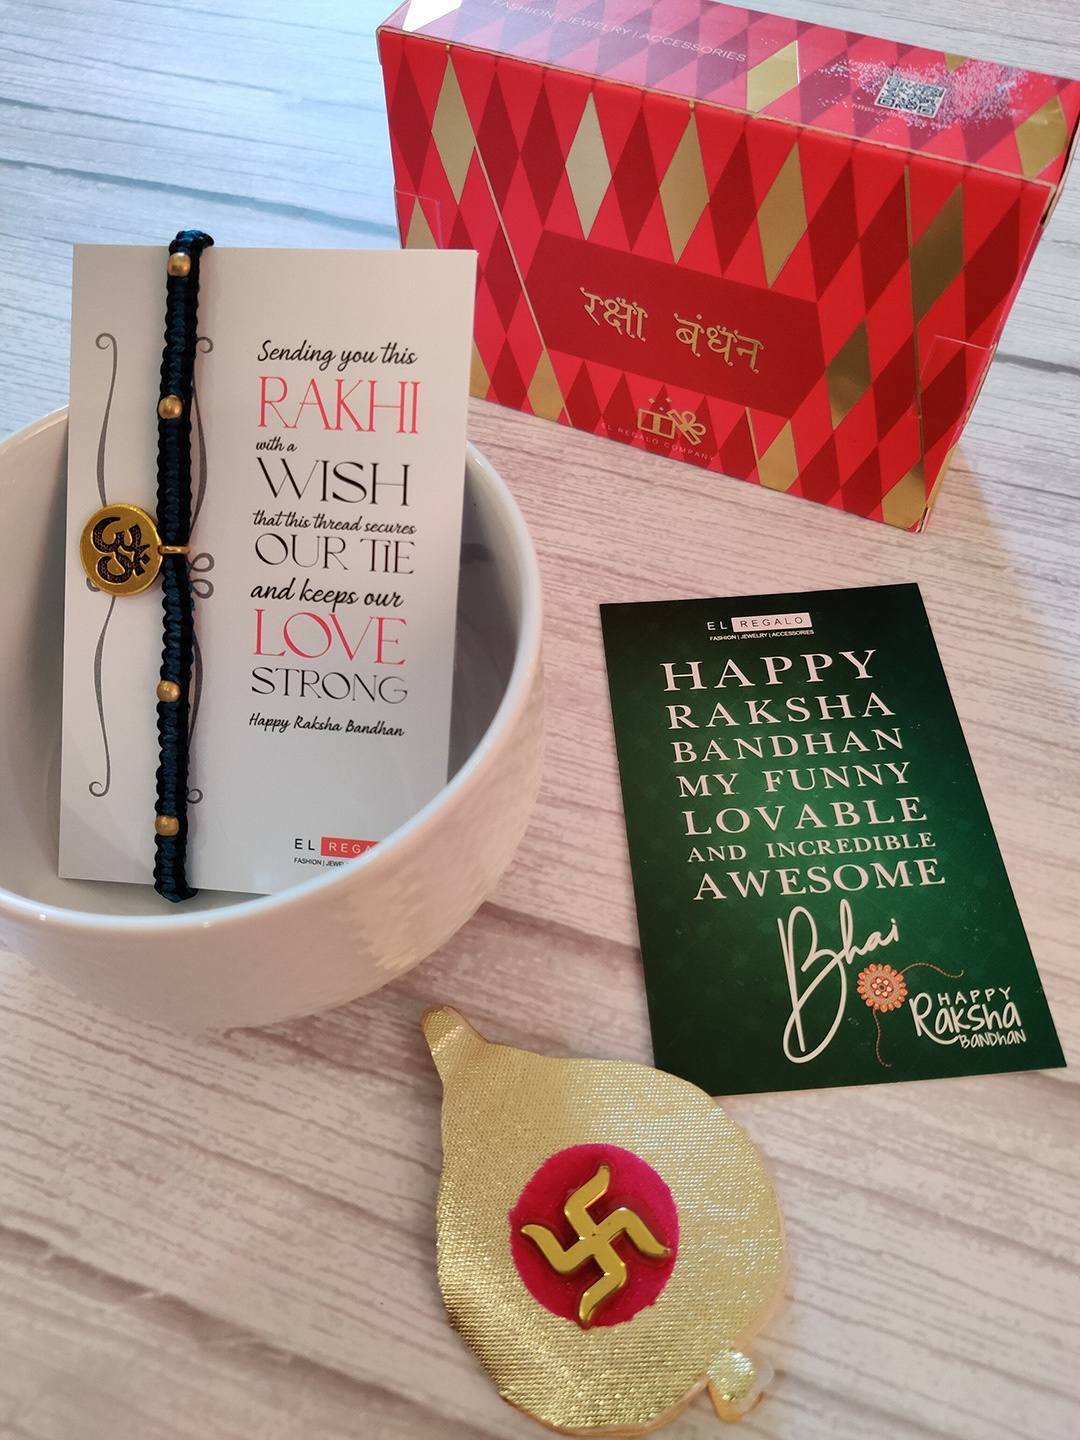 FASHION | JEWELRY | ACCESSORIES
रक्षा बंधन
EL REGALO COMPANY
Sending you this
RAKHI
with a
WISH
that this thread secures
OUR TIE
and keeps our
LOVE
STRONG
Happy Raksha Bandhan
EL REGA
FASHION | JEWE
ॐ
EL REGALO
FASHION | JEWELRY | ACCESSORIES
HAPPY
RAKSHA
BANDHAN
MY FUNNY
LOVABLE
AND INCREDIBLE
AWESOME
Bhai
HAPPY
Raksha
BANDHAN